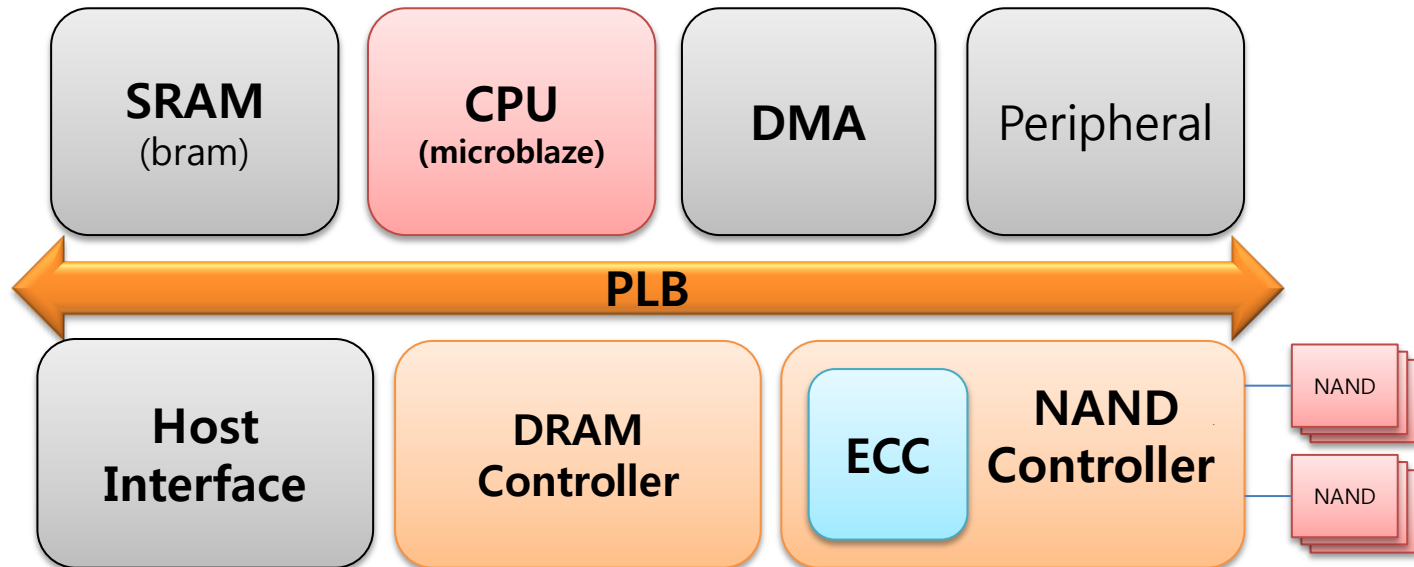 SRAM
(bram)
CPU
(microblaze)
DMA
Peripheral
PLB
Host
Interface
DRAM
Controller
ECC
NAND
Controller
NAND
NAND